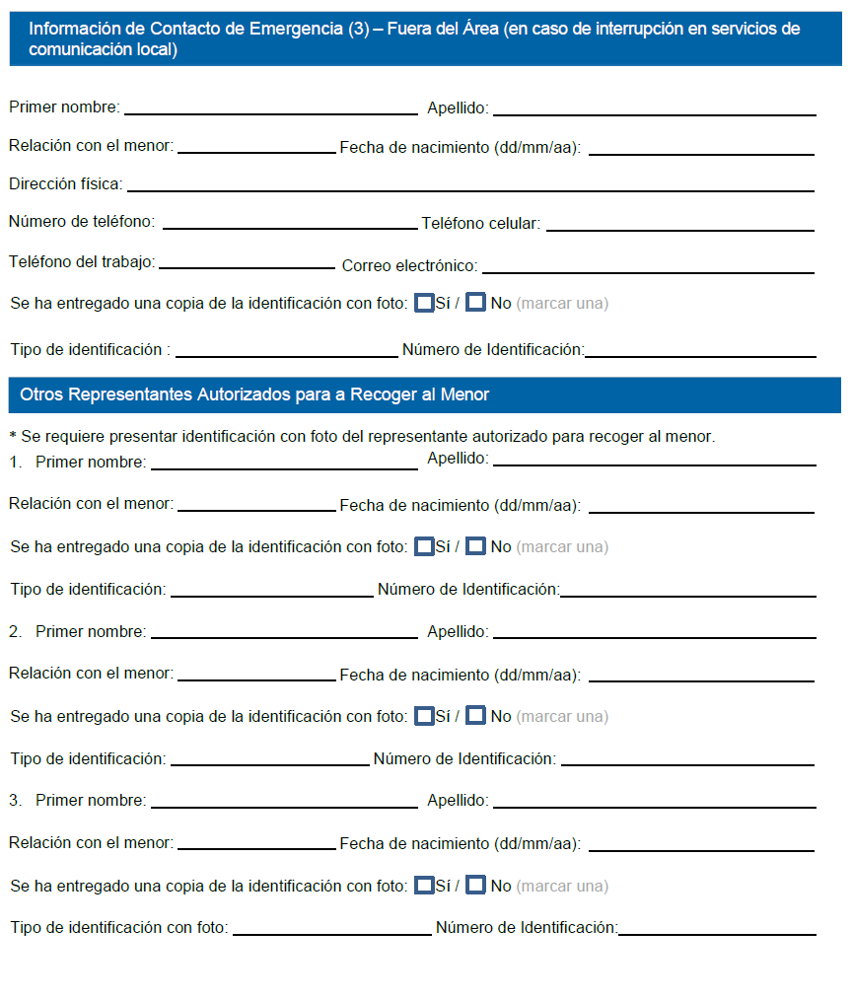 Información de Contacto de Emergencia (3) – Fuera del Área (en caso de interrupción en servicios de
comunicación local)
Primer nombre: Apellido:
Relación con el menor: Fecha de nacimiento (dd/mm/aa):
Dirección física:
Número de teléfono: Teléfono celular:
Teléfono del trabajo: Correo electrónico:
Se ha entregado una copia de la identificación con foto: Sí / No (marcar una)
Tipo de identificación : Número de Identificación:
Otros Representantes Autorizados para a Recoger al Menor
* Se requiere presentar identificación con foto del representante autorizado para recoger al menor.
1. Primer nombre: Apellido:
Relación con el menor: Fecha de nacimiento (dd/mm/aa):
Se ha entregado una copia de la identificación con foto: Sí / No (marcar una)
Tipo de identificación: Número de Identificación:
2. Primer nombre: Apellido:
Relación con el menor: Fecha de nacimiento (dd/mm/aa):
Se ha entregado una copia de la identificación con foto: Sí / No (marcar una)
Tipo de identificación: Número de Identificación:
3. Primer nombre: Apellido:
Relación con el menor: Fecha de nacimiento (dd/mm/aa):
Se ha entregado una copia de la identificación con foto: Sí / No (marcar una)
Tipo de identificación con foto: Número de Identificación: